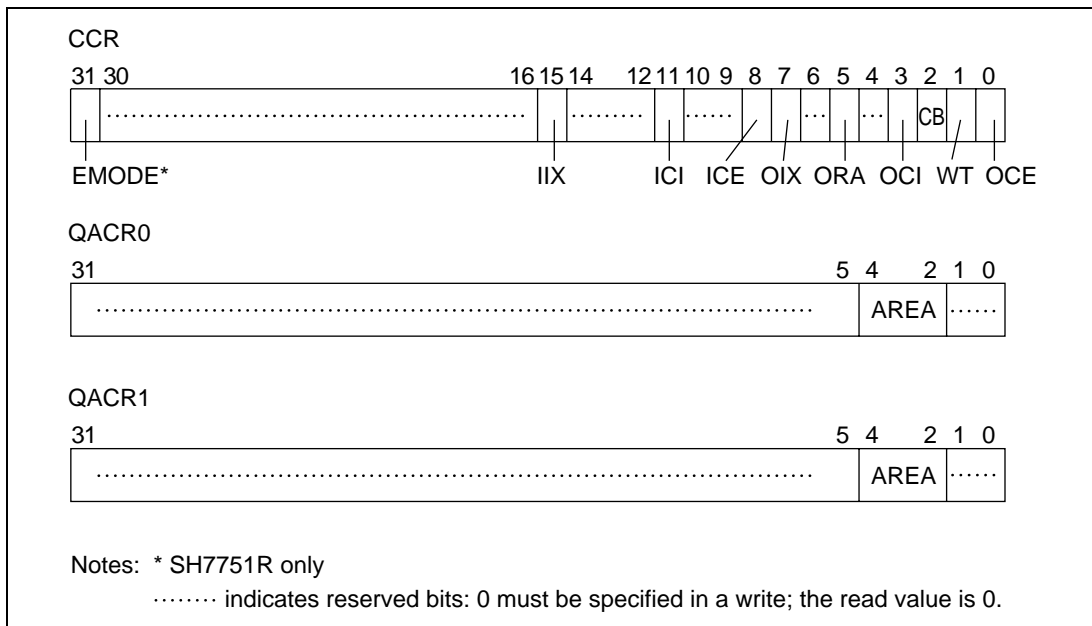 CCR
31 30 16 15 14 12 11 10 9 8 7 6 5 4 3 2 1 0
CB
EMODE* IIX ICI ICE OIX ORA OCI WT OCE
QACR0
31 5 4 2 1 0
AREA
QACR1
31 5 4 2 1 0
AREA
Notes: * SH7751R only
········ indicates reserved bits: 0 must be specified in a write; the read value is 0.